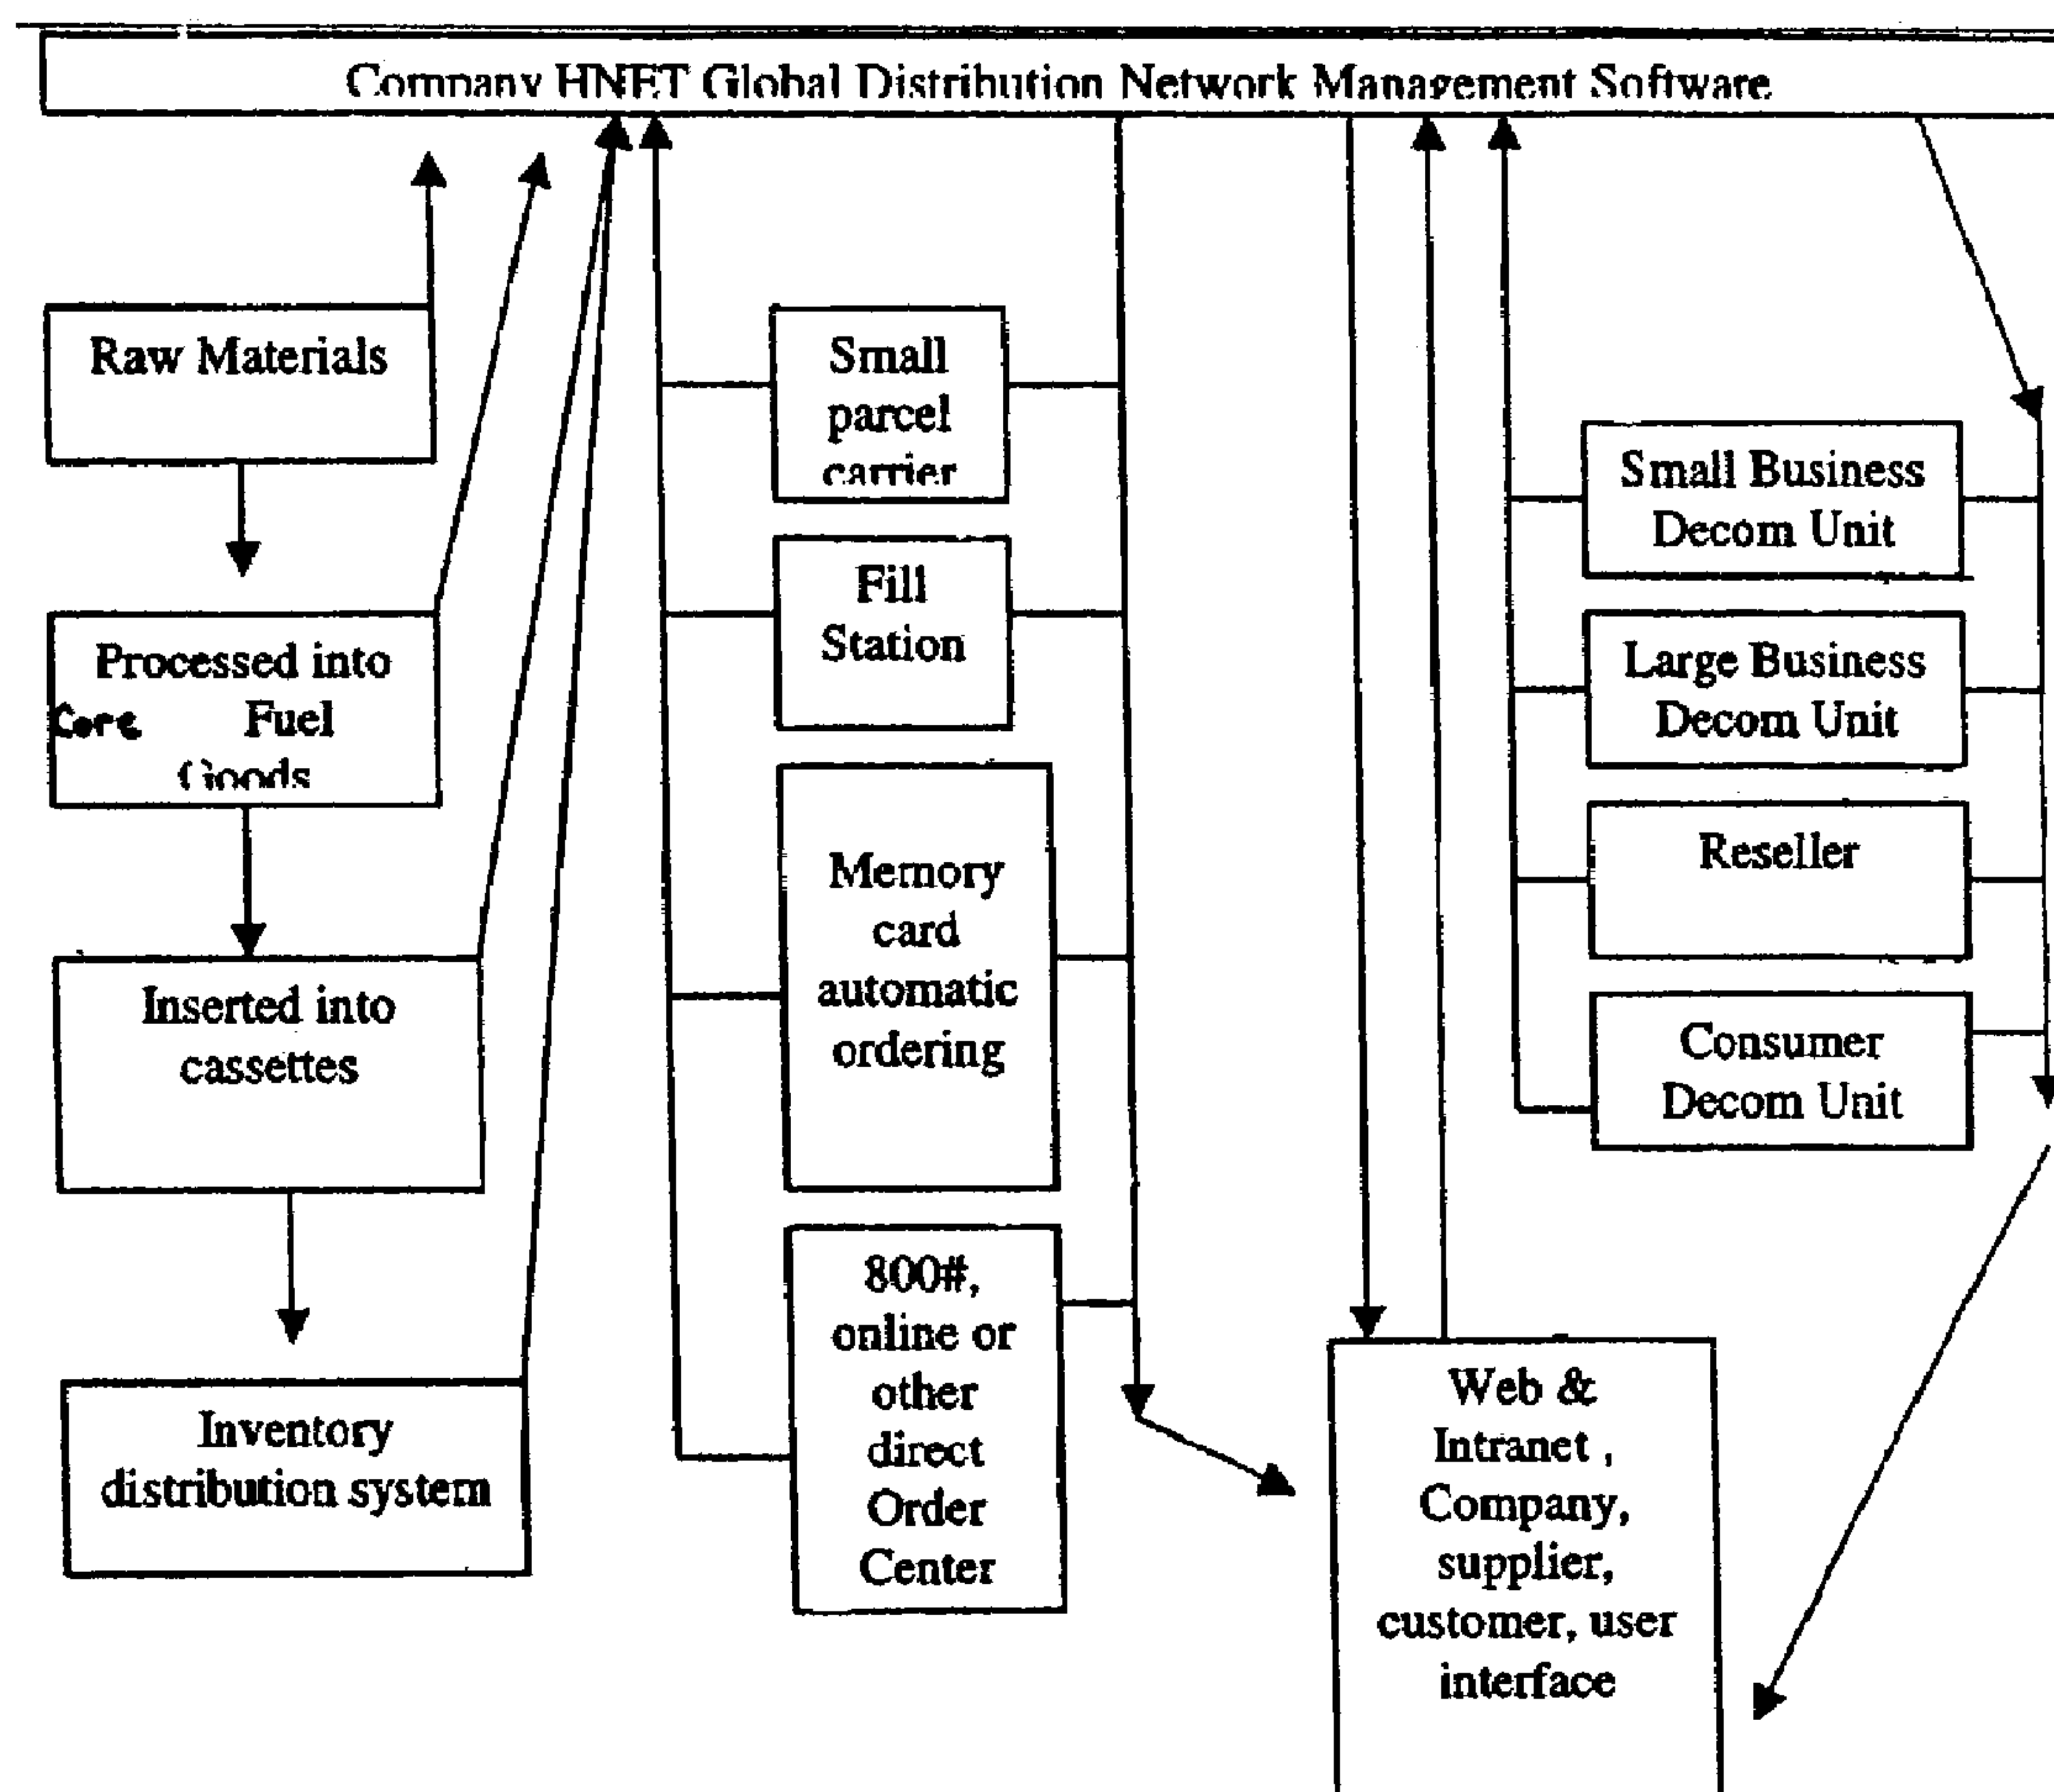 Company HNET Global Distribution Network Management Software
Raw Materials
Processed into
Core Fuel
Goods
Inserted into
cassettes
Inventory
distribution system
Small
parcel
carrier
Fill
Station
Memory
card
automatic
ordering
800#,
online or
other
direct
Order
Center
Web &
Intranet ,
Company,
supplier,
customer, user
interface
Small Business
Decom Unit
Large Business
Decom Unit
Reseller
Consumer
Decom Unit